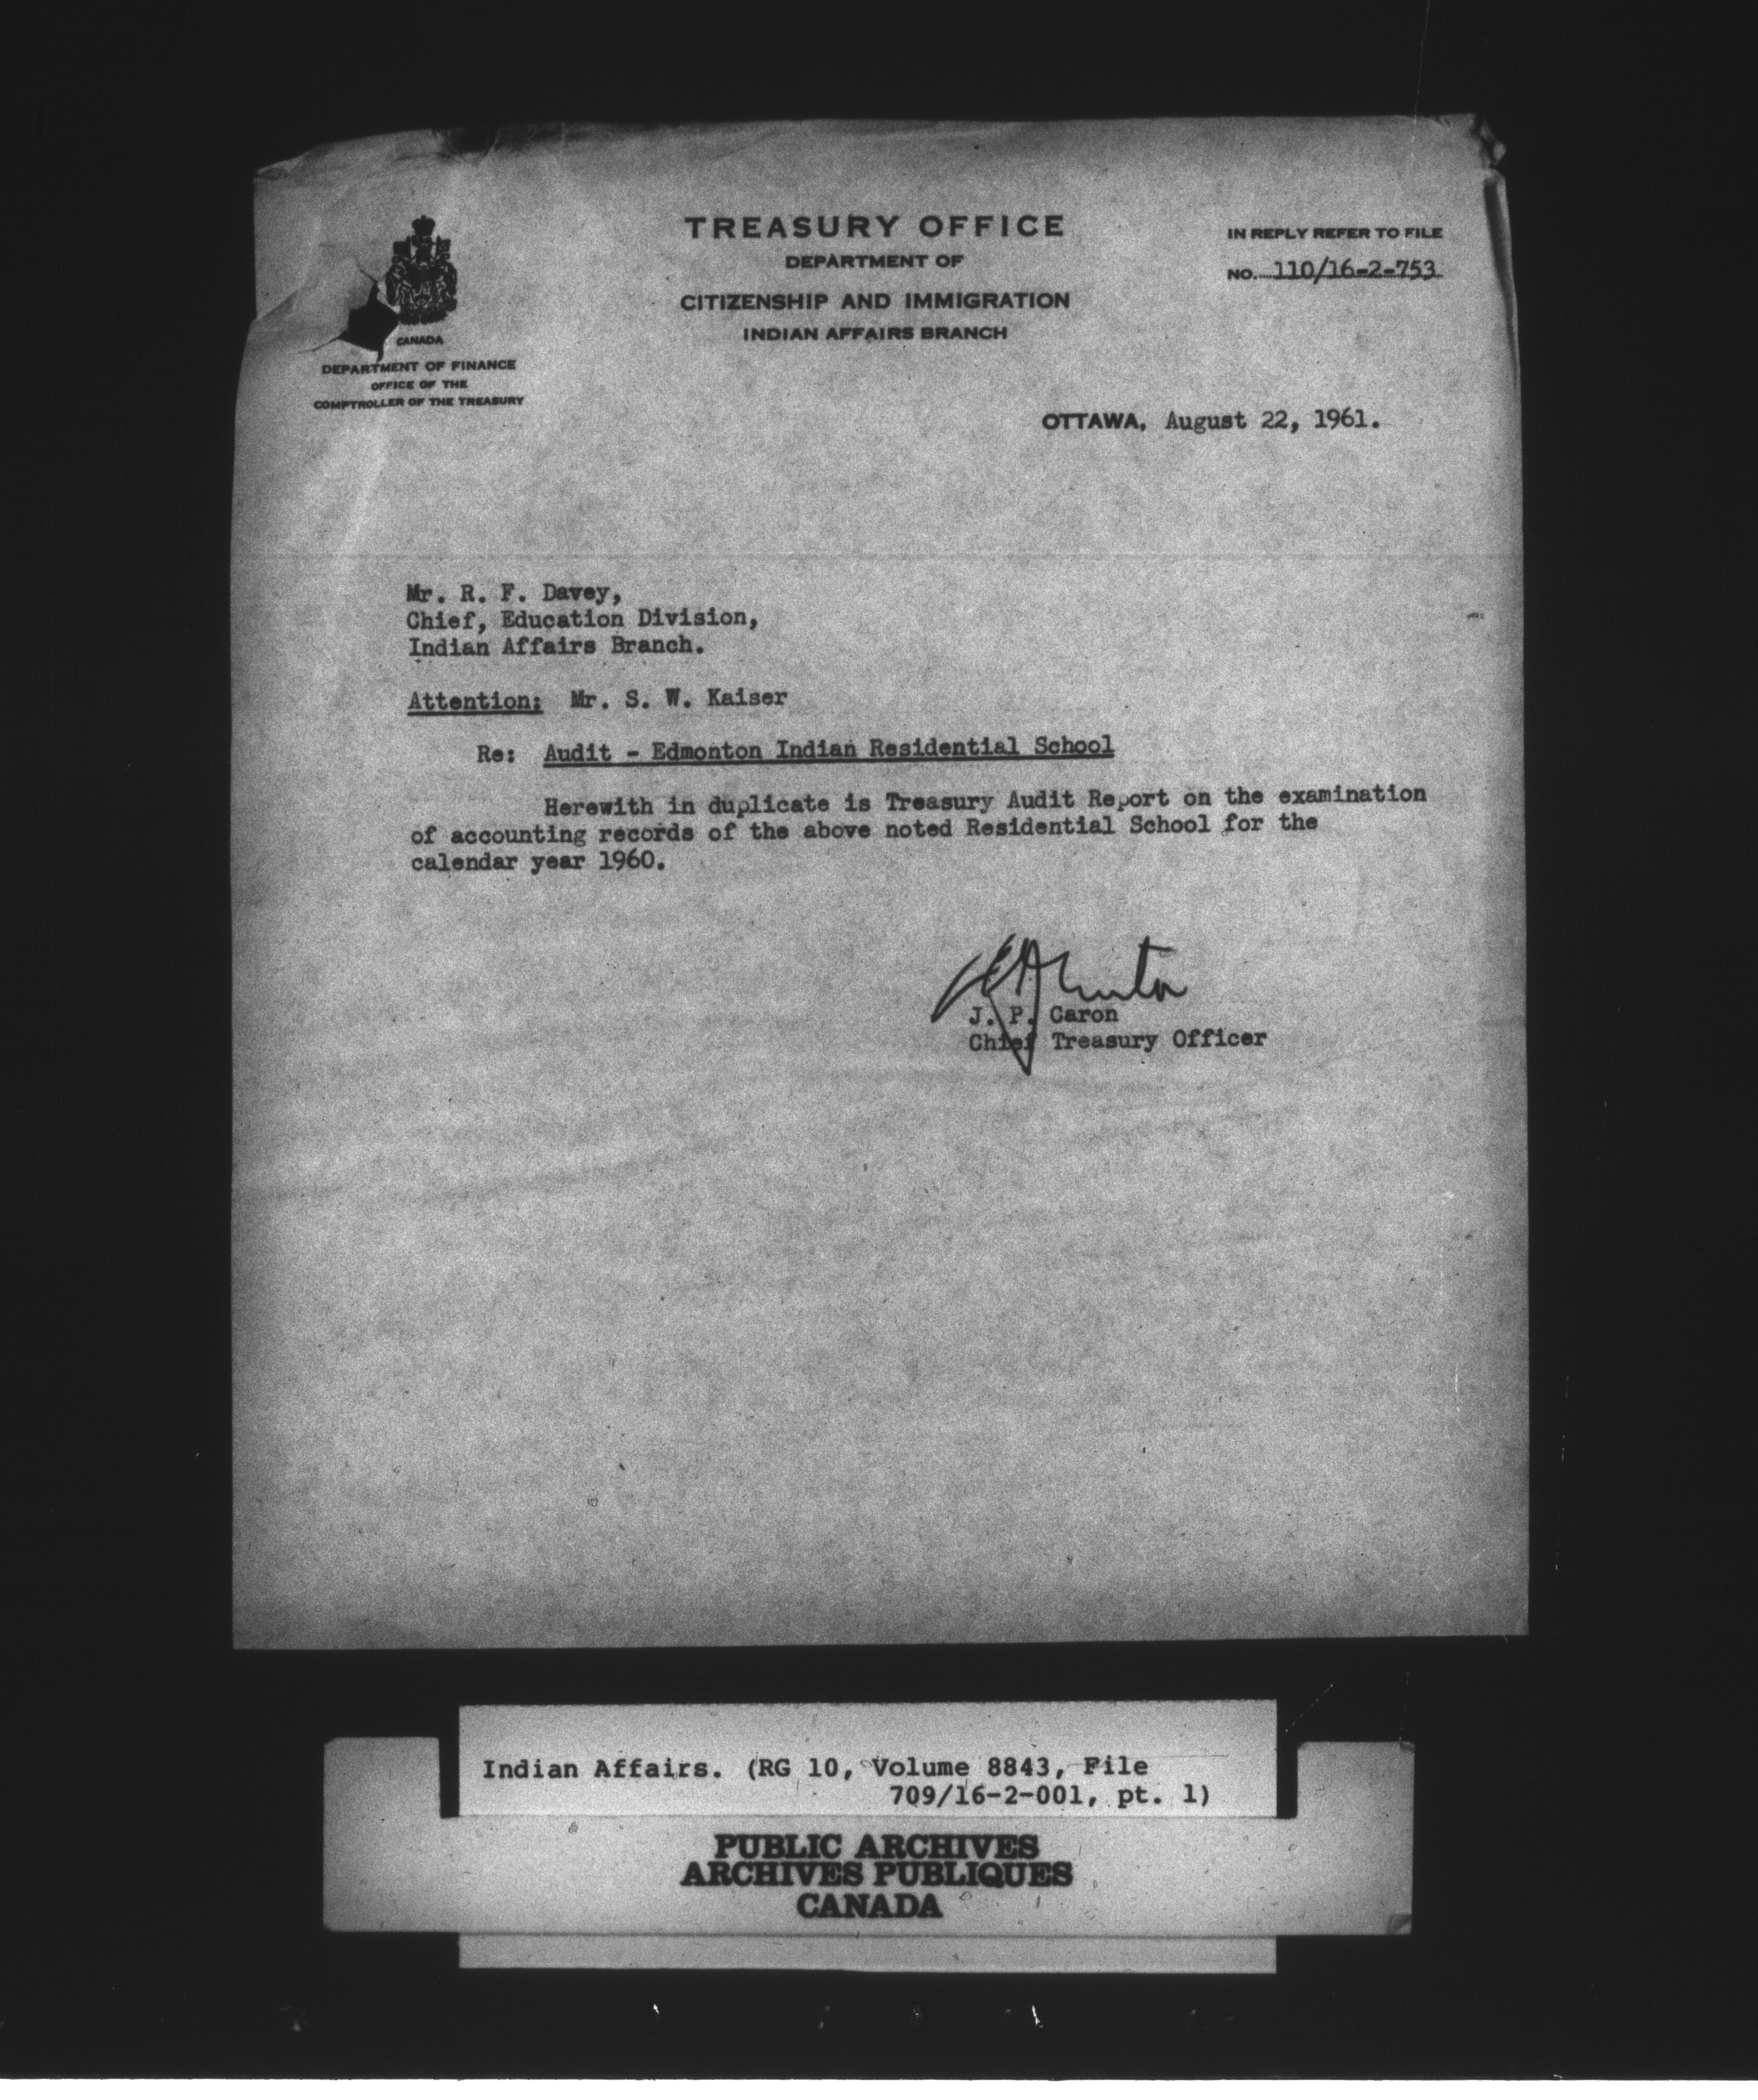 TREASURY OFFICE
DEPARTMENT OF
CITIZENSHIP AND IMMIGRATION
INDIAN AFFAIRS BRANCH
IN REPLY REFER TO FILE
NO. 110/16-2-753
CANADA
DEPARTMENT OF FINANCE
OFFICE OF THE
COMPTROLLER OF THE TREASURY
OTTAWA, August 22, 1961.
Mr. R. F. Davey,
Chief, Education Division,
Indian Affairs Branch.
Attention: Mr. S. W. Kaiser
Re: Audit - Edmonton Indian Residential School
Herewith in duplicate is Treasury Audit Report on the examination
of accounting records of the above noted Residential School for the
calendar year 1960.
J. P. Caron
Chief Treasury Officer
Indian Affairs. (RG 10, Volume 8843, File
709/16-2-001, pt. 1)
PUBLIC ARCHIVES
ARCHIVES PUBLIQUES
CANADA